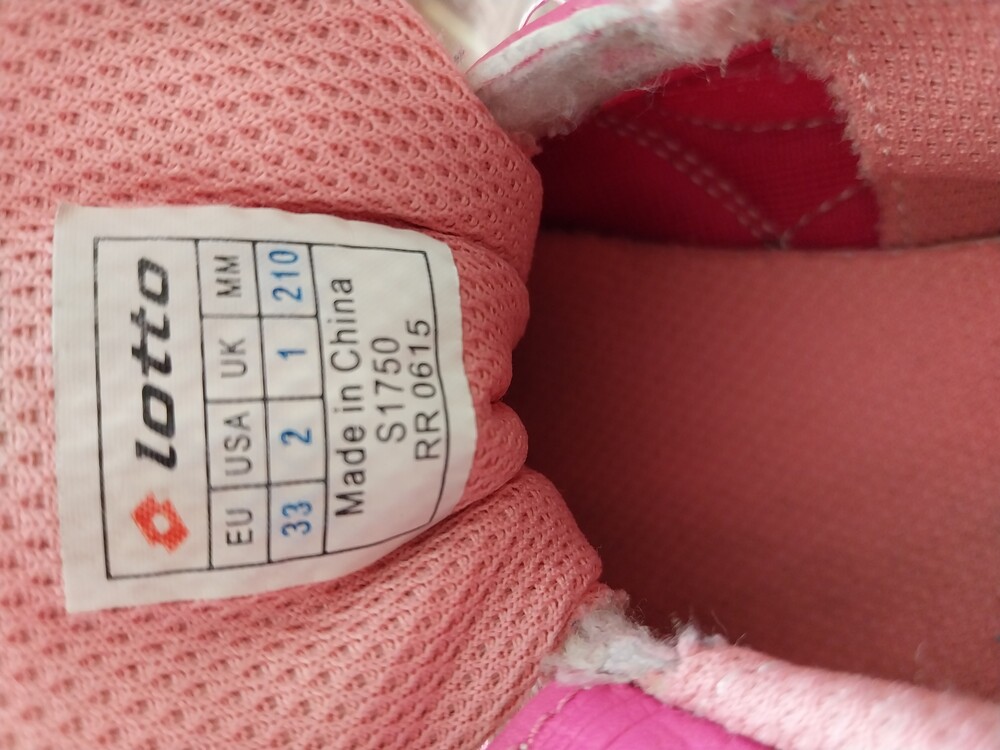 lotto
EU USA UK MM
33 2 1 210
Made in China
S1750
RR 0615